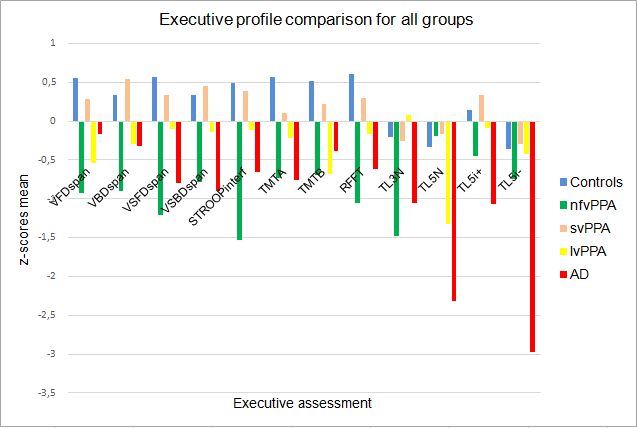 Executive profile comparison for all groups
1
0,5
0
-0,5
-1
-1,5
-2
-2,5
-3
-3,5
z-scores mean
VFDspan
VBDspan
VSFDspan
VSBDspan
STROOPinterf
TMTA
TMTB
RFFT
TL3N
TL5N
TL5i+
TL5i-
Executive assessment
Controls
nfvPPA
svPPA
lvPPA
AD